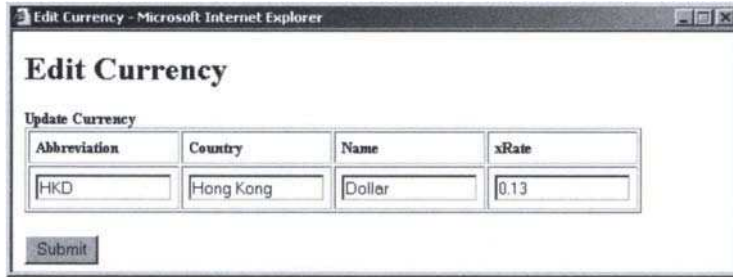 Edit Currency - Microsoft Internet Explorer
Edit Currency
Update Currency
Abbreviation Country Name xRate
HKD Hong Kong Dollar 0.13
Submit